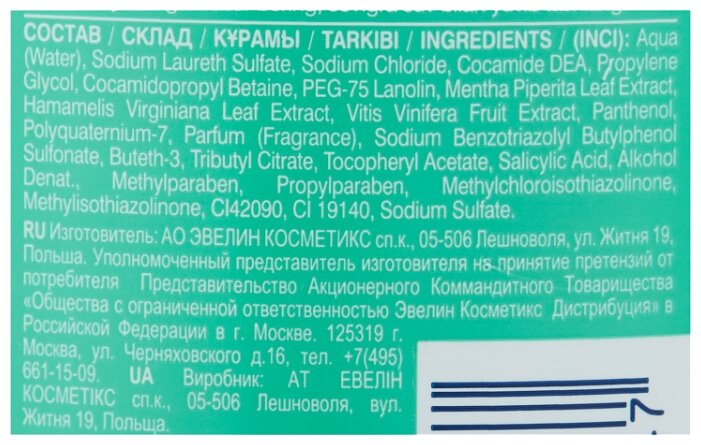 СОСТАВ / СКЛАД / ҚҰРАМЫ / TARKIBI / INGREDIENTS / (INCI): Aqua
(Water), Sodium Laureth Sulfate, Sodium Chloride, Cocamide DEA, Propylene
Glycol, Cocamidopropyl Betaine, PEG-75 Lanolin, Mentha Piperita Leaf Extract,
Hamamelis Virginiana Leaf Extract, Vitis Vinifera Fruit Extract, Panthenol,
Polyquaternium-7, Parfum (Fragrance), Sodium Benzotriazolyl Butylphenol
Sulfonate, Buteth-3, Tributyl Citrate, Tocopheryl Acetate, Salicylic Acid, Alkohol
Denat., Methylparaben, Propylparaben, Methylchloroisothiazolinone,
Methylisothiazolinone, CI42090, CI 19140, Sodium Sulfate.
RU Изготовитель: АО ЭВЕЛИН КОСМЕТИКС сп.к., 05-506 Лешноволя, ул. Житня 19,
Польша. Уполномоченный представитель изготовителя на принятие претензий от
потребителя Представительство Акционерного Коммандитного Товарищества
«Общества с ограниченной ответственностью Эвелин Косметикс Дистрибуция» в
Российской Федерации в г. Москве. 125319 г.
Москва, ул. Черняховского д.16, тел. +7(495)
661-15-09. UA Виробник: АТ ЕВЕЛІН
КОСМЕТІКС сп.к., 05-506 Лешноволя, вул.
Житня 19, Польща.